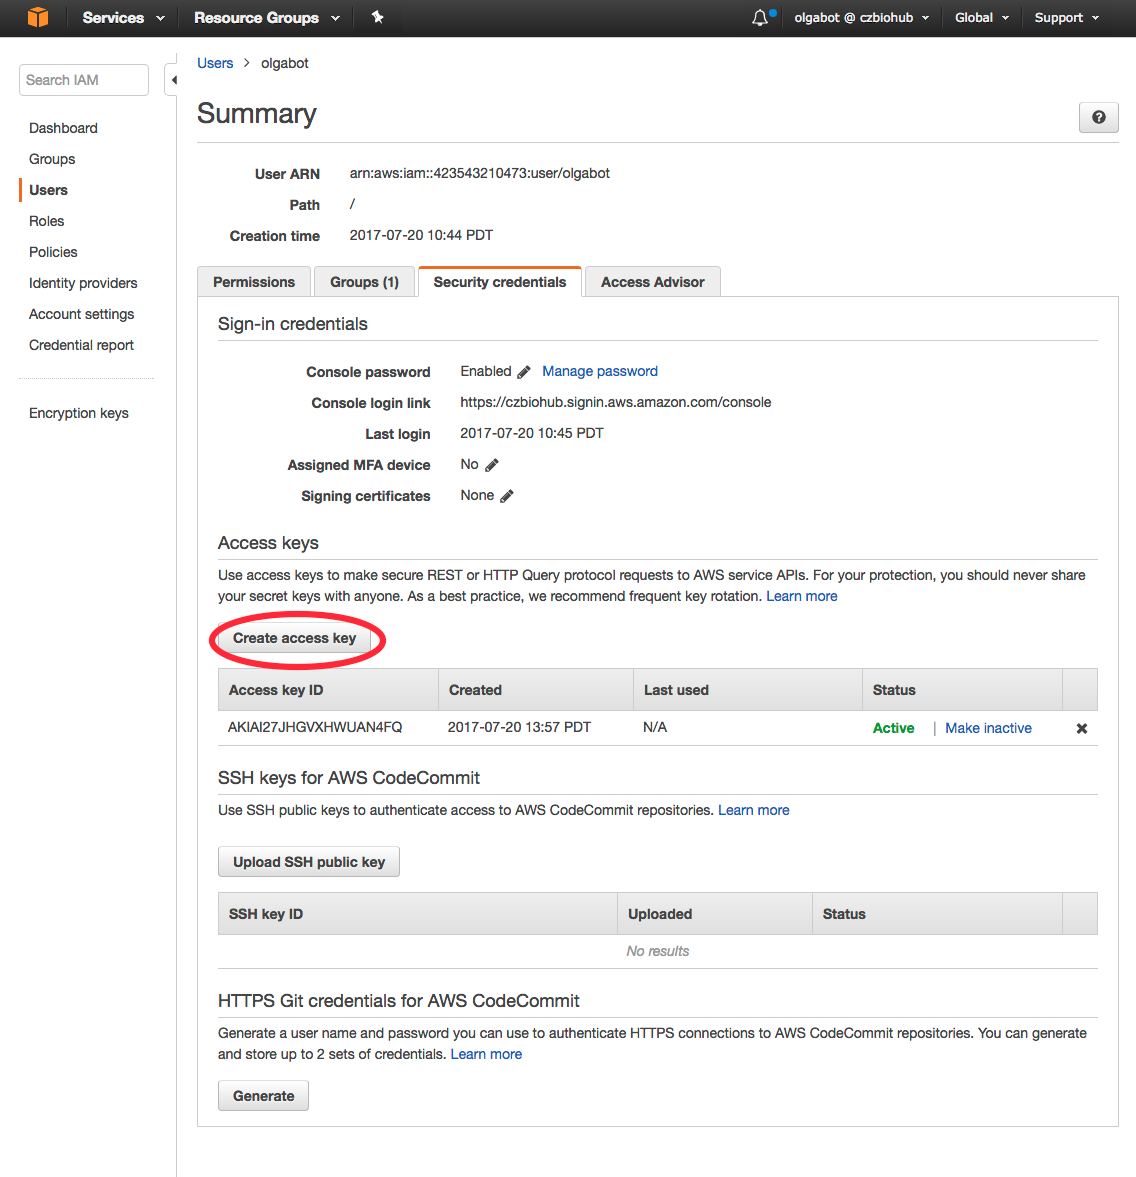 Services Resource Groups olgabot @ czbiohub Global Support
Search IAM
Dashboard
Groups
Users
Roles
Policies
Identity providers
Account settings
Credential report
Encryption keys
Users > olgabot
Summary
?
User ARN arn:aws:iam::423543210473:user/olgabot
Path /
Creation time 2017-07-20 10:44 PDT
Permissions Groups (1) Security credentials Access Advisor
Sign-in credentials
Console password Enabled Manage password
Console login link https://czbiohub.signin.aws.amazon.com/console
Last login 2017-07-20 10:45 PDT
Assigned MFA device No
Signing certificates None
Access keys
Use access keys to make secure REST or HTTP Query protocol requests to AWS service APIs. For your protection, you should never share
your secret keys with anyone. As a best practice, we recommend frequent key rotation. Learn more
Create access key
Access key ID Created Last used Status
AKIAI27JHGVXHWUAN4FQ 2017-07-20 13:57 PDT N/A Active | Make inactive
SSH keys for AWS CodeCommit
Use SSH public keys to authenticate access to AWS CodeCommit repositories. Learn more
Upload SSH public key
SSH key ID Uploaded Status
No results
HTTPS Git credentials for AWS CodeCommit
Generate a user name and password you can use to authenticate HTTPS connections to AWS CodeCommit repositories. You can generate
and store up to 2 sets of credentials. Learn more
Generate